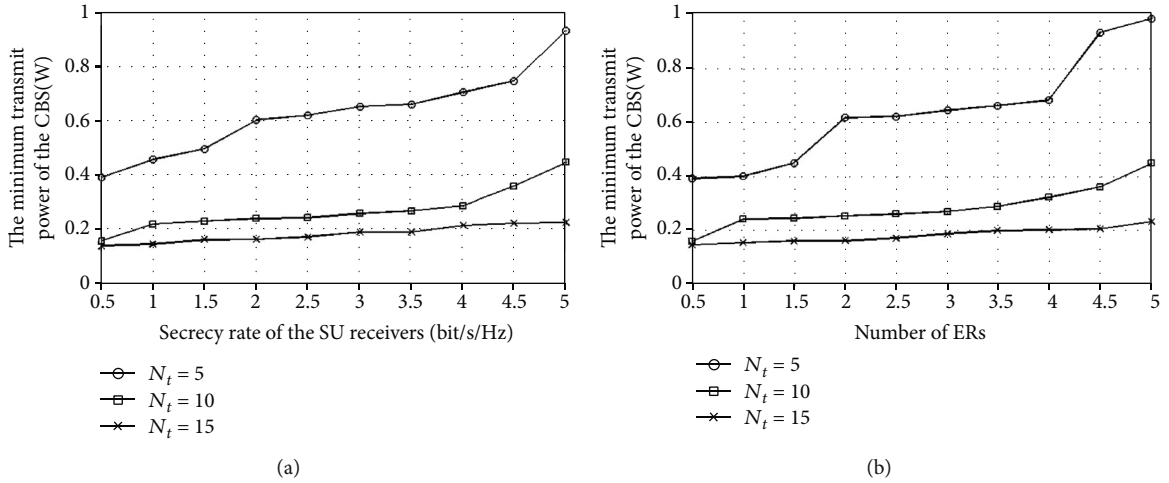 The minimum transmit
power of the CBS(W)
1
0.8
0.6
0.4
0.2
0
0.5 1 1.5 2 2.5 3 3.5 4 4.5 5
Secrecy rate of the SU receivers (bit/s/Hz)
N_t = 5
N_t = 10
N_t = 15
(a)
The minimum transmit
power of the CBS(W)
1
0.8
0.6
0.4
0.2
0
0.5 1 1.5 2 2.5 3 3.5 4 4.5 5
Number of ERs
N_t = 5
N_t = 10
N_t = 15
(b)